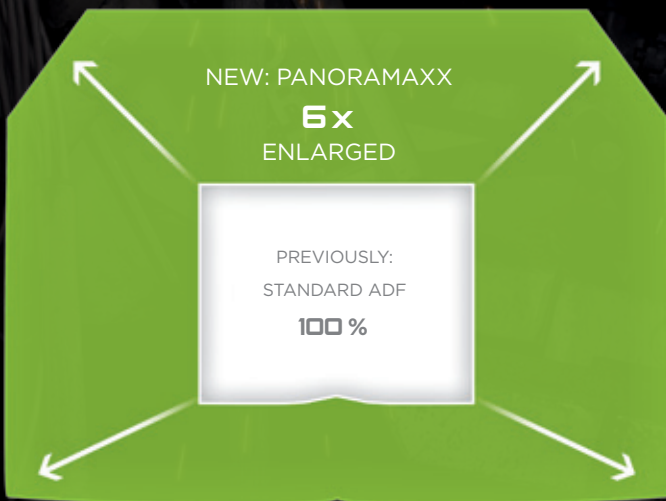 NEW: PANORAMAXX
6x
ENLARGED
PREVIOUSLY:
STANDARD ADF
100 %